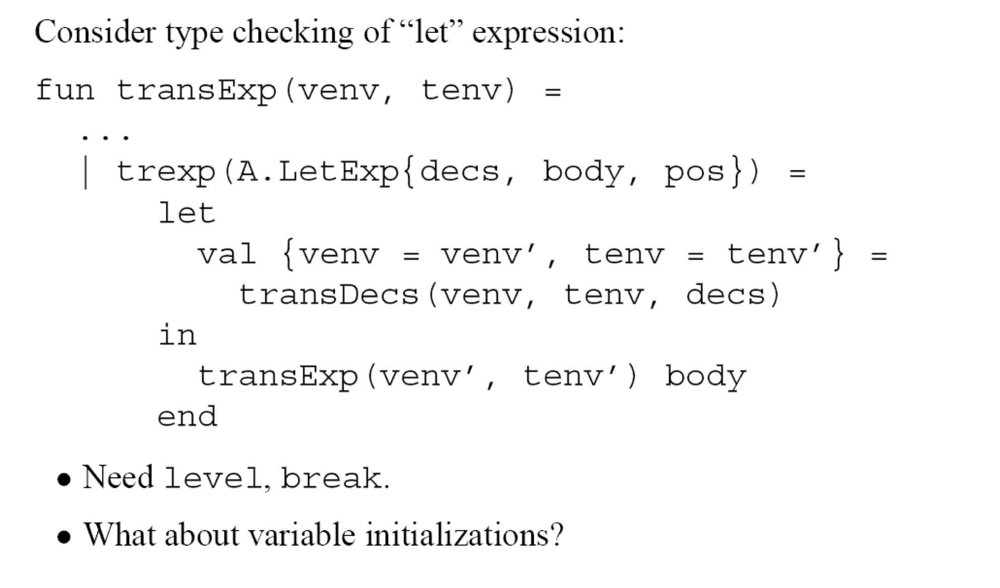 Consider type checking of “let” expression:
fun transExp(venv, tenv) =
...
| trexp(A.LetExp{decs, body, pos}) =
let
val {venv = venv′, tenv = tenv′} =
transDecs(venv, tenv, decs)
in
transExp(venv′, tenv′) body
end
• Need level, break.
• What about variable initializations?